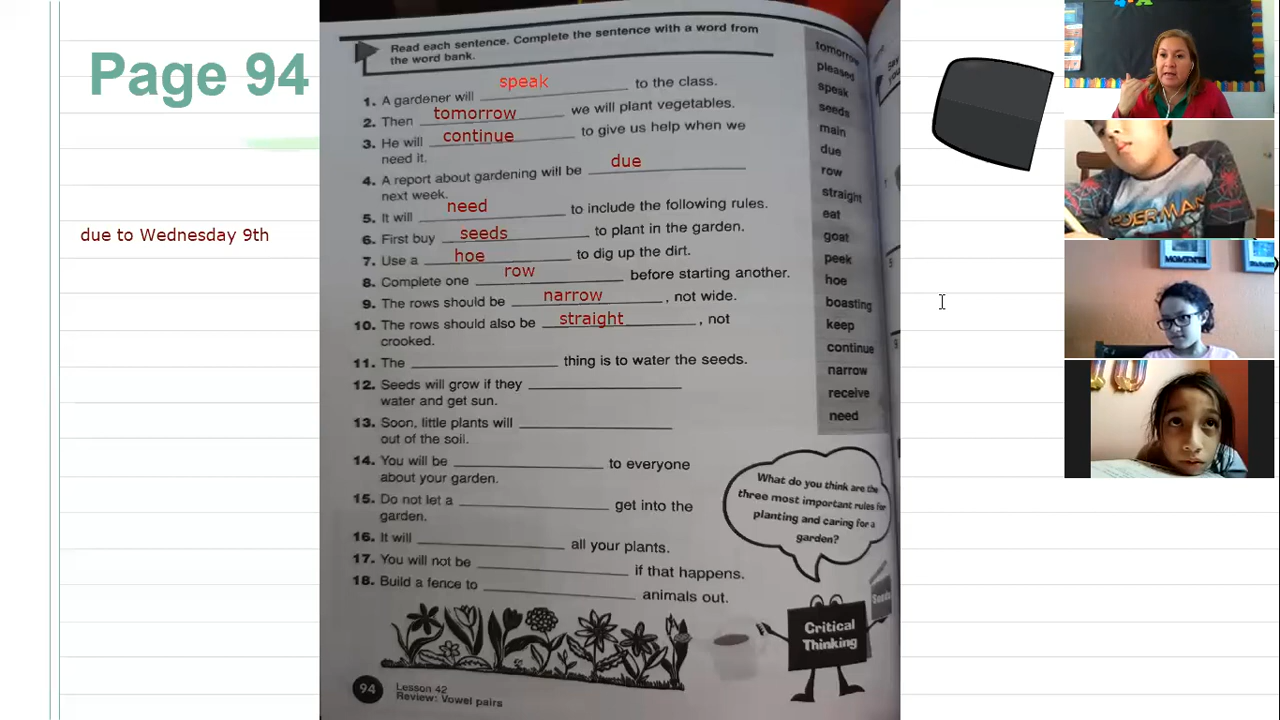 Page 94
due to Wednesday 9th
Read each sentence. Complete the sentence with a word from
the word bank.
1. A gardener will speak to the class.
2. Then tomorrow we will plant vegetables.
3. He will continue to give us help when we
need it.
4. A report about gardening will be due
next week.
5. It will need to include the following rules.
6. First buy seeds to plant in the garden.
7. Use a hoe to dig up the dirt.
8. Complete one row before starting another.
9. The rows should be narrow, not wide.
10. The rows should also be straight, not
crooked.
11. The ____ thing is to water the seeds.
12. Seeds will grow if they ____
water and get sun.
13. Soon, little plants will ____
out of the soil.
14. You will be ____ to everyone
about your garden.
15. Do not let a ____ get into the
garden.
16. It will ____ all your plants.
17. You will not be ____ if that happens.
18. Build a fence to ____ animals out.
tomorrow
pleased
speak
seeds
main
due
row
straight
eat
goat
peek
hoe
boasting
keep
continue
narrow
receive
need
What do you think are the
three most important rules for
planting and caring for a
garden?
Critical
Thinking
Seeds
94
Lesson 42
Review: Vowel pairs
SPIDER-MAN